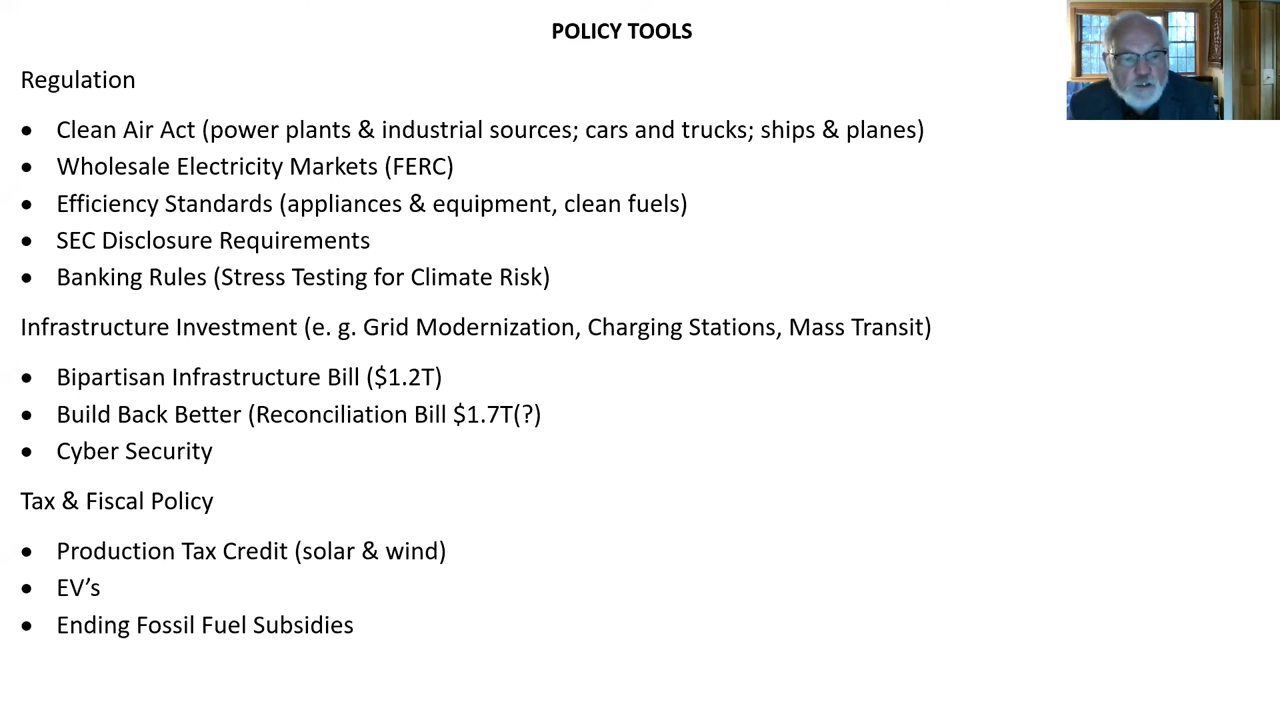 POLICY TOOLS
Regulation
• Clean Air Act (power plants & industrial sources; cars and trucks; ships & planes)
• Wholesale Electricity Markets (FERC)
• Efficiency Standards (appliances & equipment, clean fuels)
• SEC Disclosure Requirements
• Banking Rules (Stress Testing for Climate Risk)
Infrastructure Investment (e. g. Grid Modernization, Charging Stations, Mass Transit)
• Bipartisan Infrastructure Bill ($1.2T)
• Build Back Better (Reconciliation Bill $1.7T(?)
• Cyber Security
Tax & Fiscal Policy
• Production Tax Credit (solar & wind)
• EV’s
• Ending Fossil Fuel Subsidies